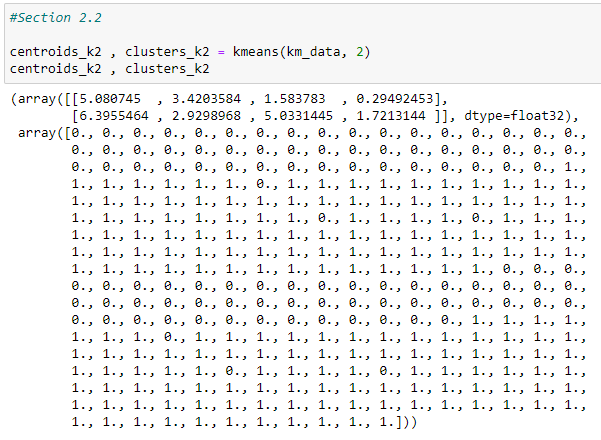 #Section 2.2
centroids_k2 , clusters_k2 = kmeans(km_data, 2)
centroids_k2 , clusters_k2
(array([[5.080745  , 3.4203584 , 1.583783  , 0.29492453],
[6.3955464 , 2.9298968 , 5.0331445 , 1.7213144 ]], dtype=float32),
array([0., 0., 0., 0., 0., 0., 0., 0., 0., 0., 0., 0., 0., 0., 0., 0., 0.,
0., 0., 0., 0., 0., 0., 0., 0., 0., 0., 0., 0., 0., 0., 0., 0., 0.,
0., 0., 0., 0., 0., 0., 0., 0., 0., 0., 0., 0., 0., 0., 0., 0., 1.,
1., 1., 1., 1., 1., 1., 0., 1., 1., 1., 1., 1., 1., 1., 1., 1., 1.,
1., 1., 1., 1., 1., 1., 1., 1., 1., 1., 1., 1., 1., 1., 1., 1., 1.,
1., 1., 1., 1., 1., 1., 1., 1., 0., 1., 1., 1., 1., 0., 1., 1., 1.,
1., 1., 1., 1., 1., 1., 1., 1., 1., 1., 1., 1., 1., 1., 1., 1., 1.,
1., 1., 1., 1., 1., 1., 1., 1., 1., 1., 1., 1., 1., 1., 1., 1., 1.,
1., 1., 1., 1., 1., 1., 1., 1., 1., 1., 1., 1., 1., 1., 0., 0., 0.,
0., 0., 0., 0., 0., 0., 0., 0., 0., 0., 0., 0., 0., 0., 0., 0., 0.,
0., 0., 0., 0., 0., 0., 0., 0., 0., 0., 0., 0., 0., 0., 0., 0., 0.,
0., 0., 0., 0., 0., 0., 0., 0., 0., 0., 0., 0., 0., 1., 1., 1., 1.,
1., 1., 1., 0., 1., 1., 1., 1., 1., 1., 1., 1., 1., 1., 1., 1., 1.,
1., 1., 1., 1., 1., 1., 1., 1., 1., 1., 1., 1., 1., 1., 1., 1., 1.,
1., 1., 1., 1., 1., 0., 1., 1., 1., 1., 0., 1., 1., 1., 1., 1., 1.,
1., 1., 1., 1., 1., 1., 1., 1., 1., 1., 1., 1., 1., 1., 1., 1., 1.,
1., 1., 1., 1., 1., 1., 1., 1., 1., 1., 1., 1., 1., 1., 1., 1., 1.,
1., 1., 1., 1., 1., 1., 1., 1., 1., 1., 1.]))